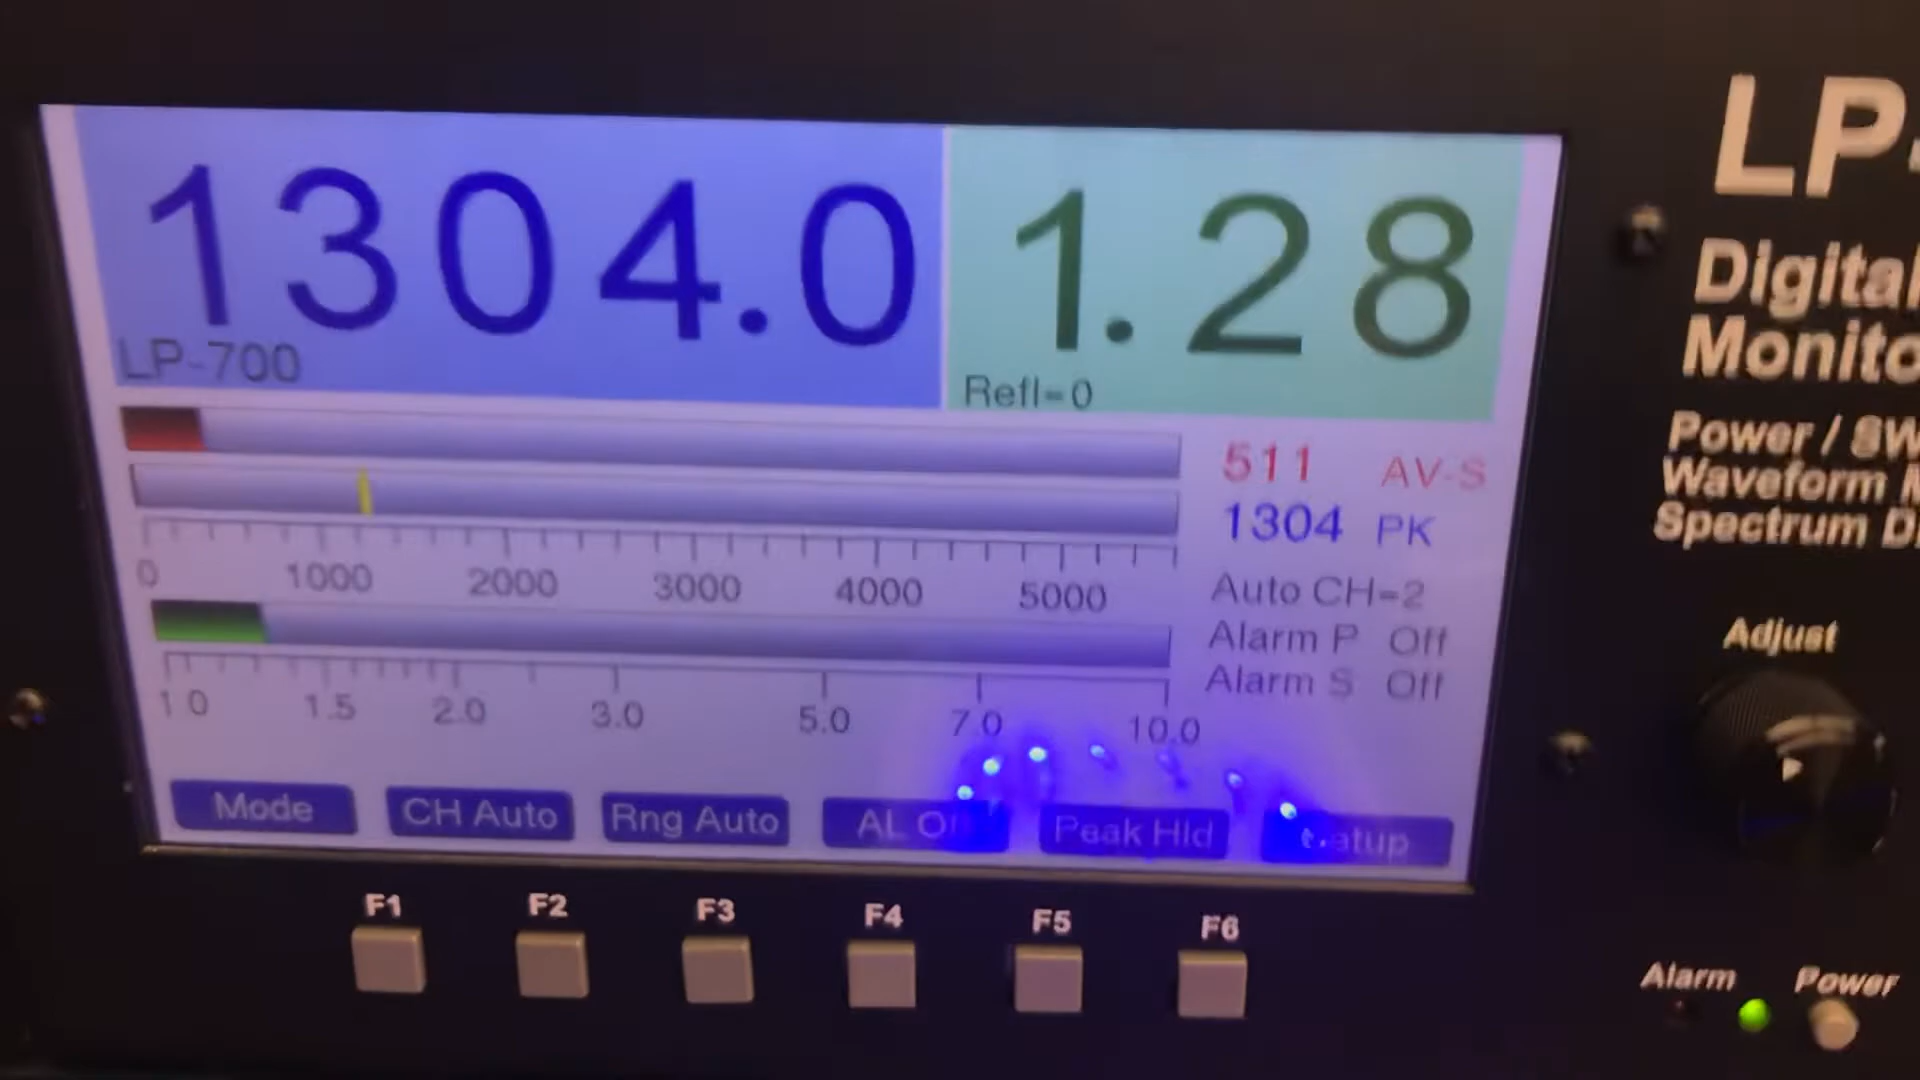 1304.0
1.28
LP-700
Refl=0
511 AV-S
1304 PK
0 1000 2000 3000 4000 5000
Auto CH=2
Alarm P Off
Alarm S Off
1 0 1.5 2.0 3.0 5.0 7.0 10.0
Mode CH Auto Rng Auto AL Peak Hld
F1 F2 F3 F4 F5 F6
LP-
Digital
Monito
Power / SW
Waveform
Spectrum
Adjust
Alarm Power